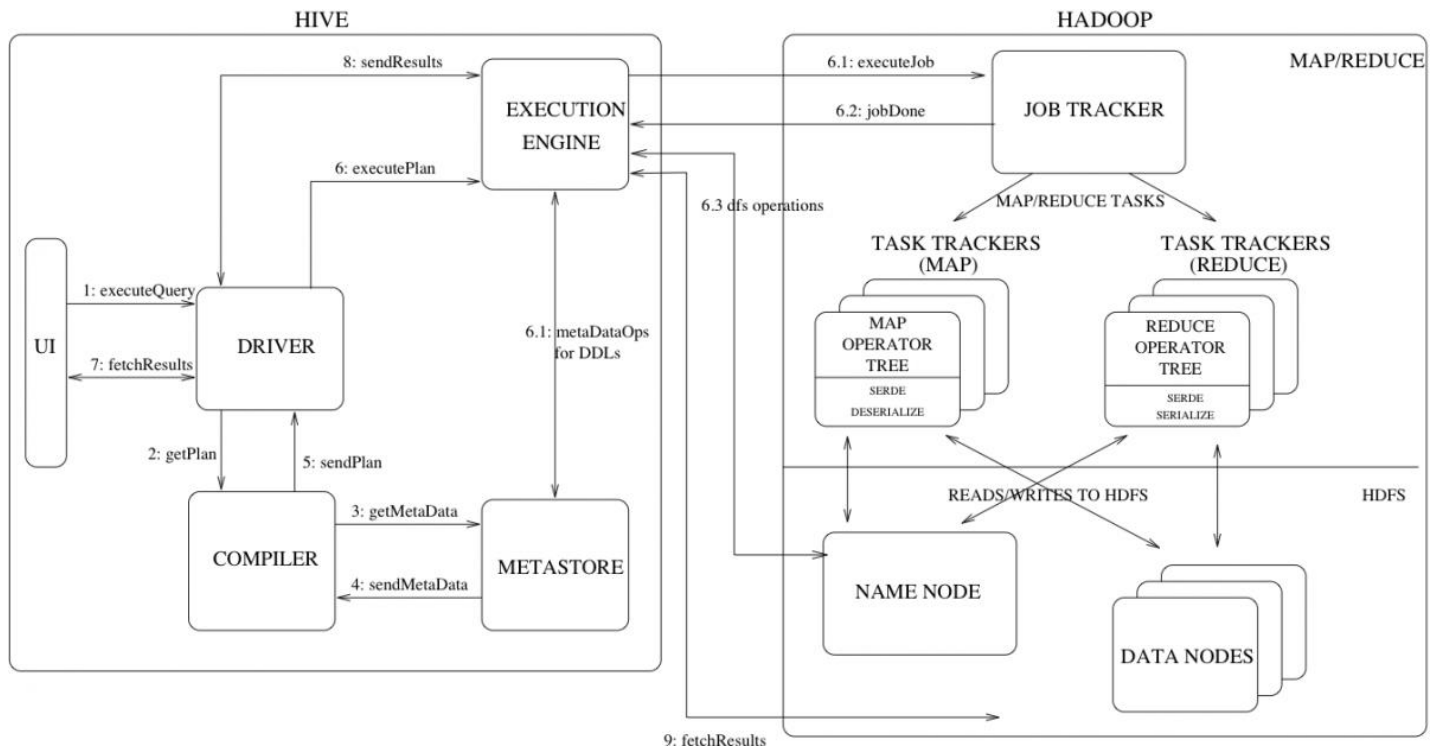 HIVE
HADOOP
8: sendResults
EXECUTION
ENGINE
6.1: executeJob
6.2: jobDone
JOB TRACKER
MAP/REDUCE
6: executePlan
6.3 dfs operations
MAP/REDUCE TASKS
TASK TRACKERS
(MAP)
TASK TRACKERS
(REDUCE)
UI
1: executeQuery
7: fetchResults
DRIVER
6.1: metaDataOps
for DDLs
MAP
OPERATOR
TREE
SERDE
DESERIALIZE
REDUCE
OPERATOR
TREE
SERDE
SERIALIZE
2: getPlan
5: sendPlan
READS/WRITES TO HDFS
HDFS
COMPILER
3: getMetaData
4: sendMetaData
METASTORE
NAME NODE
DATA NODES
9: fetchResults